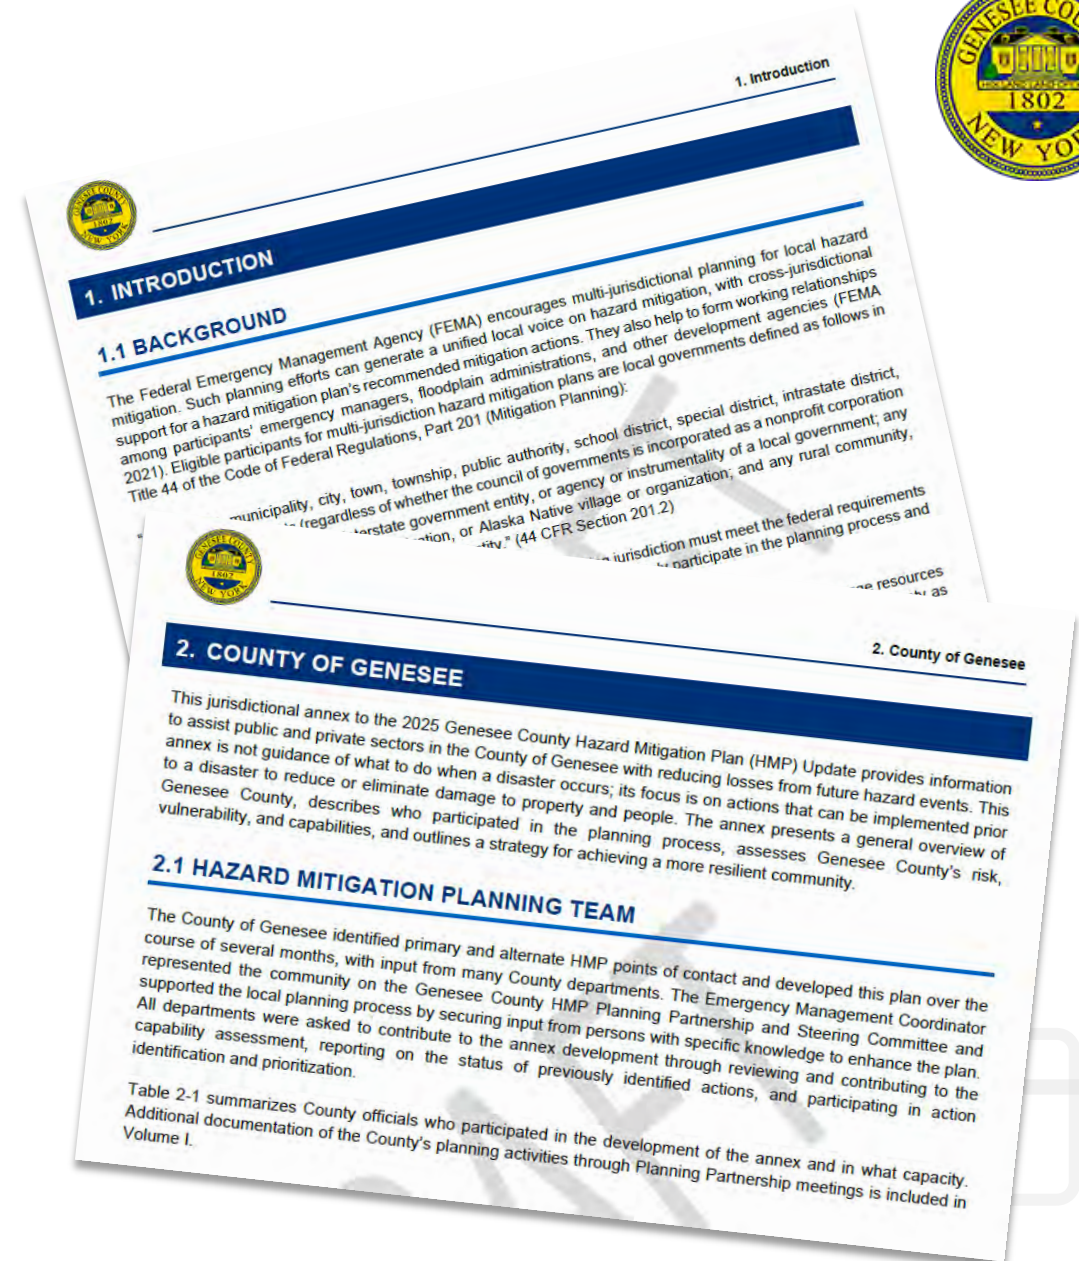 GENESEE COU
1802
NEW YO
1. Introduction
GENESEE COUNTY
1802
NEW YORK
1. INTRODUCTION
1.1 BACKGROUND
The Federal Emergency Management Agency (FEMA) encourages multi-jurisdictional planning for local hazard
mitigation. Such planning efforts can generate a unified local voice on hazard mitigation, with cross-jurisdictional
support for a hazard mitigation plan's recommended mitigation actions. They also help to form working relationships
among participants' emergency managers, floodplain administrations, and other development agencies (FEMA
2021). Eligible participants for multi-jurisdiction hazard mitigation plans are local governments defined as follows in
Title 44 of the Code of Federal Regulations, Part 201 (Mitigation Planning):
municipality, city, town, township, public authority, school district, special district, intrastate district,
(regardless of whether the council of governments is incorporated as a nonprofit corporation
erstate government entity, or agency or instrumentality of a local government; any
ation, or Alaska Native village or organization; and any rural community,
tity." (44 CFR Section 201.2)
jurisdiction must meet the federal requirements
participate in the planning process and
resources
as
GENESEE COUNTY
1802
NEW YORK
2. County of Genesee
2. COUNTY OF GENESEE
This jurisdictional annex to the 2025 Genesee County Hazard Mitigation Plan (HMP) Update provides information
to assist public and private sectors in the County of Genesee with reducing losses from future hazard events. This
annex is not guidance of what to do when a disaster occurs; its focus is on actions that can be implemented prior
to a disaster to reduce or eliminate damage to property and people. The annex presents a general overview of
Genesee County, describes who participated in the planning process, assesses Genesee County's risk,
vulnerability, and capabilities, and outlines a strategy for achieving a more resilient community.
2.1 HAZARD MITIGATION PLANNING TEAM
The County of Genesee identified primary and alternate HMP points of contact and developed this plan over the
course of several months, with input from many County departments. The Emergency Management Coordinator
represented the community on the Genesee County HMP Planning Partnership and Steering Committee and
supported the local planning process by securing input from persons with specific knowledge to enhance the plan.
All departments were asked to contribute to the annex development through reviewing and contributing to the
capability assessment, reporting on the status of previously identified actions, and participating in action
identification and prioritization.
Table 2-1 summarizes County officials who participated in the development of the annex and in what capacity.
Additional documentation of the County's planning activities through Planning Partnership meetings is included in
Volume I.